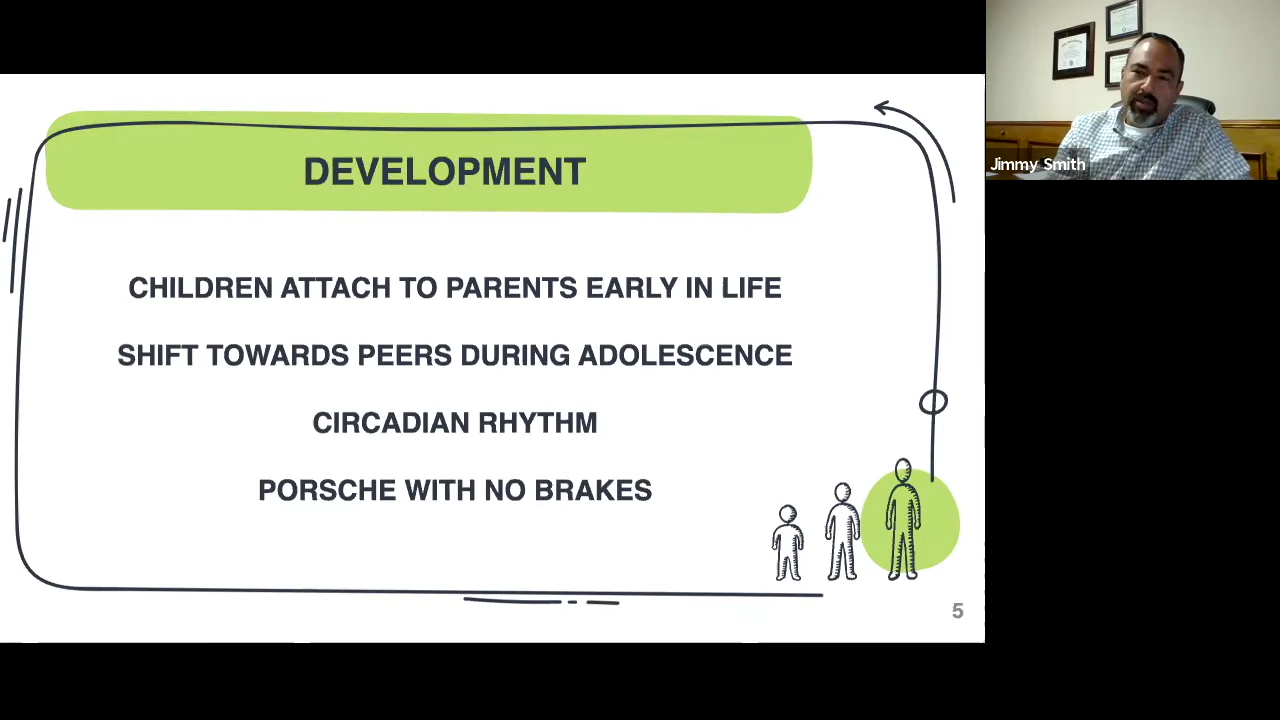 DEVELOPMENT
CHILDREN ATTACH TO PARENTS EARLY IN LIFE
SHIFT TOWARDS PEERS DURING ADOLESCENCE
CIRCADIAN RHYTHM
PORSCHE WITH NO BRAKES
5
Jimmy Smith